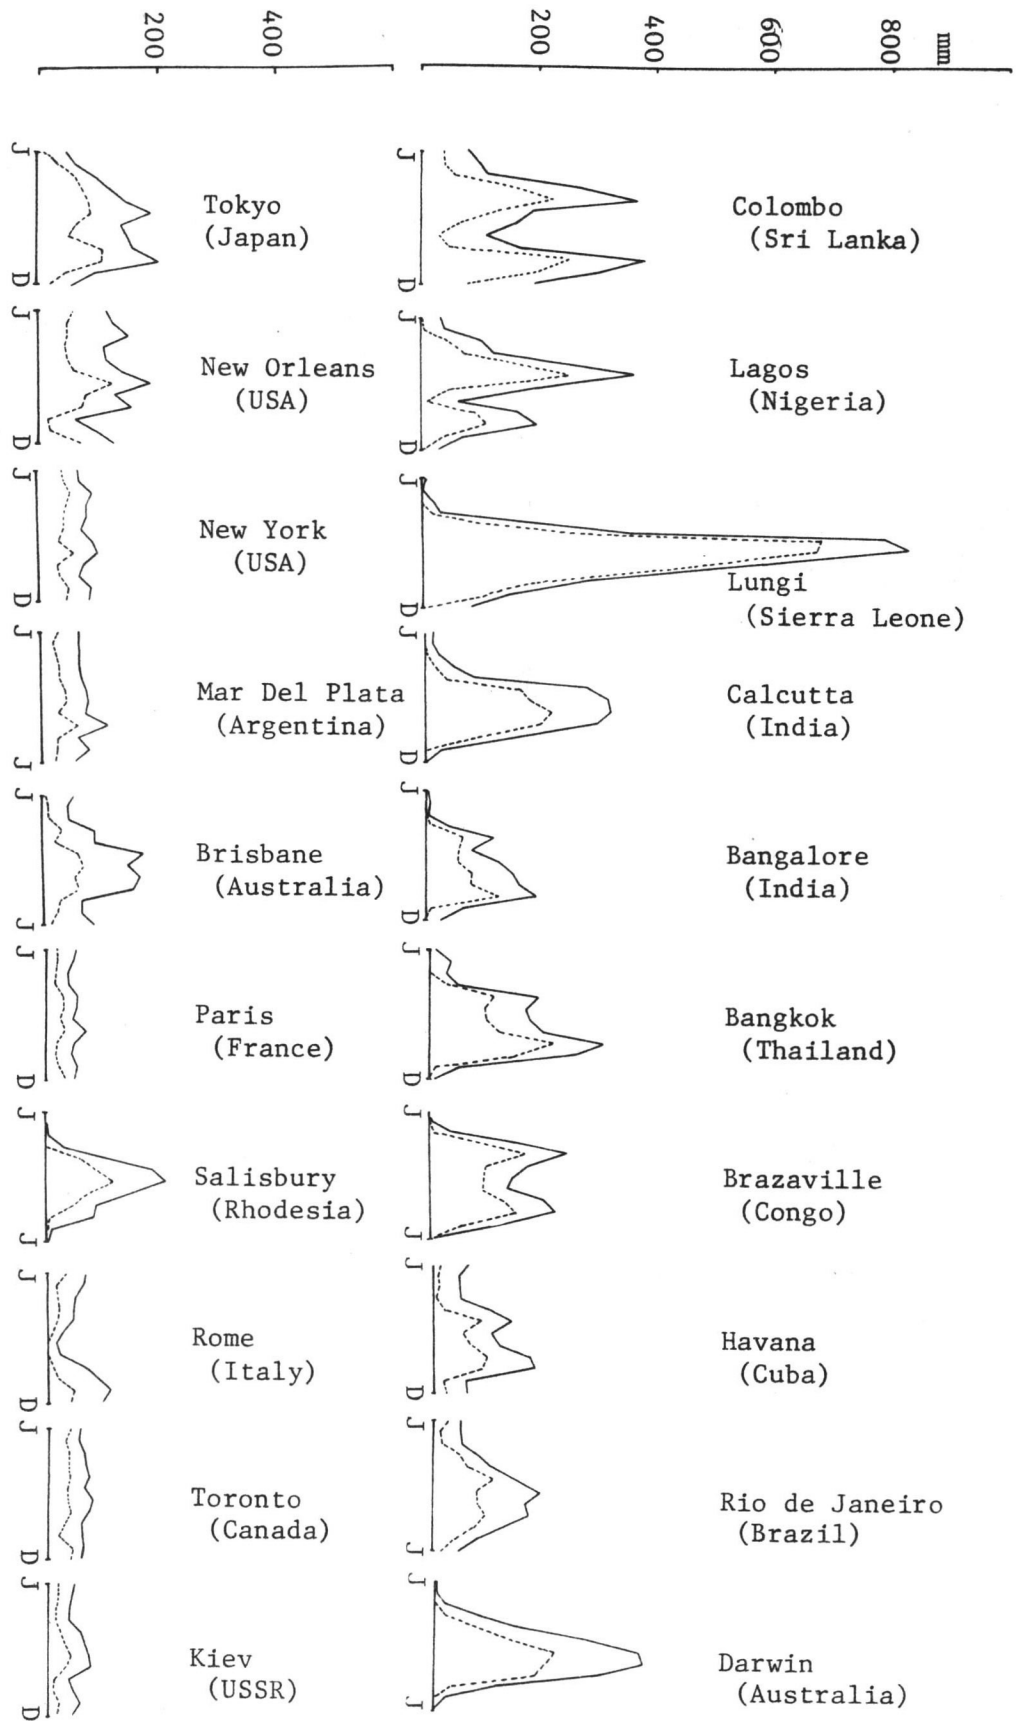 mm
200
400
600
800
200
400
J
D
Tokyo
(Japan)
J
D
Colombo
(Sri Lanka)
J
D
New Orleans
(USA)
J
D
Lagos
(Nigeria)
J
D
New York
(USA)
J
D
Lungi
(Sierra Leone)
J
J
Mar Del Plata
(Argentina)
J
D
Calcutta
(India)
J
J
Brisbane
(Australia)
J
D
Bangalore
(India)
J
D
Paris
(France)
J
D
Bangkok
(Thailand)
J
J
Salisbury
(Rhodesia)
J
J
Brazaville
(Congo)
J
D
Rome
(Italy)
J
D
Havana
(Cuba)
J
D
Toronto
(Canada)
J
J
Rio de Janeiro
(Brazil)
J
D
Kiev
(USSR)
J
J
Darwin
(Australia)